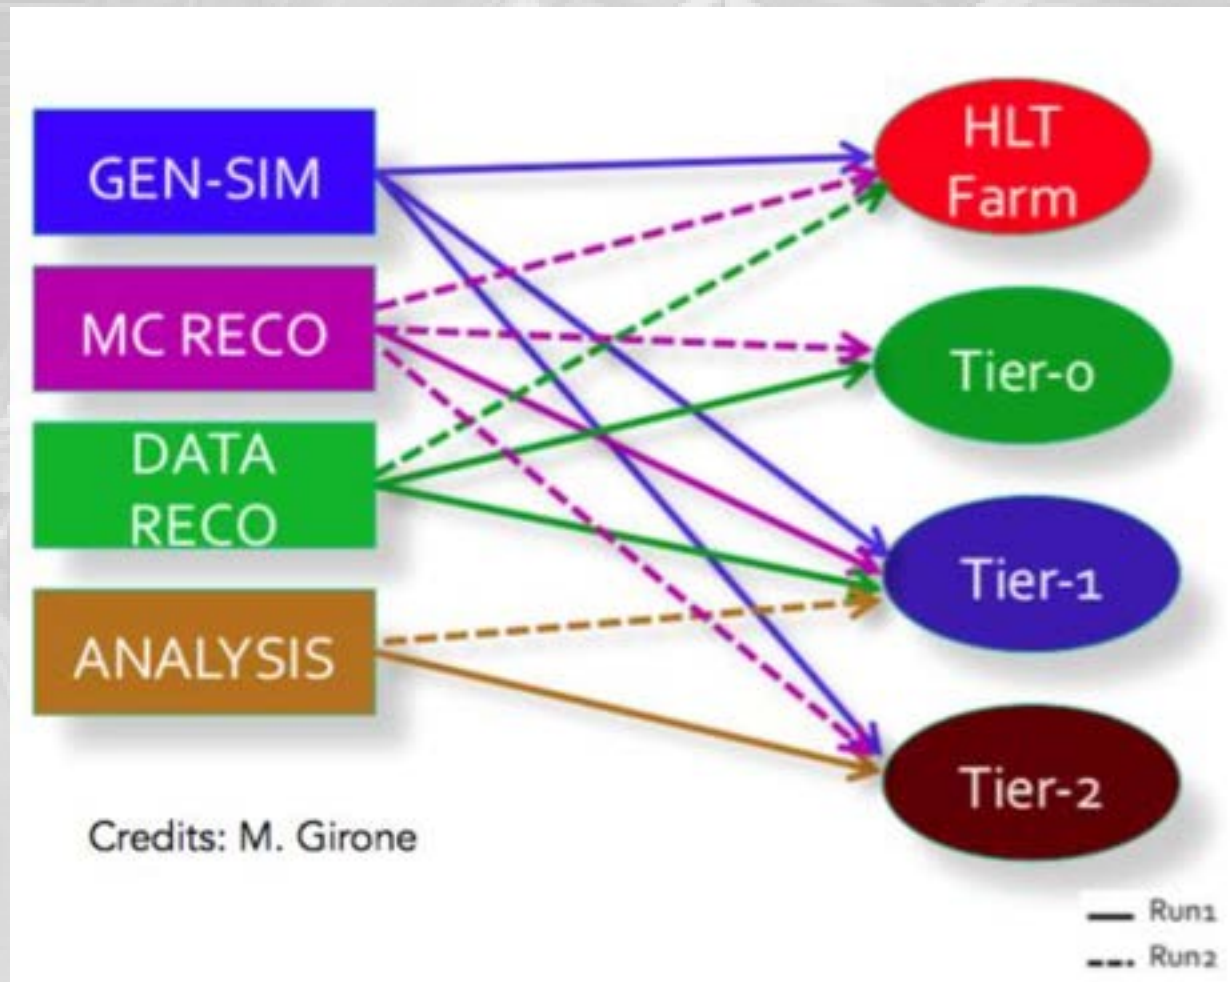 GEN-SIM
MC RECO
DATA
RECO
ANALYSIS
HLT
Farm
Tier-0
Tier-1
Tier-2
Credits: M. Girone
Run1
Run2